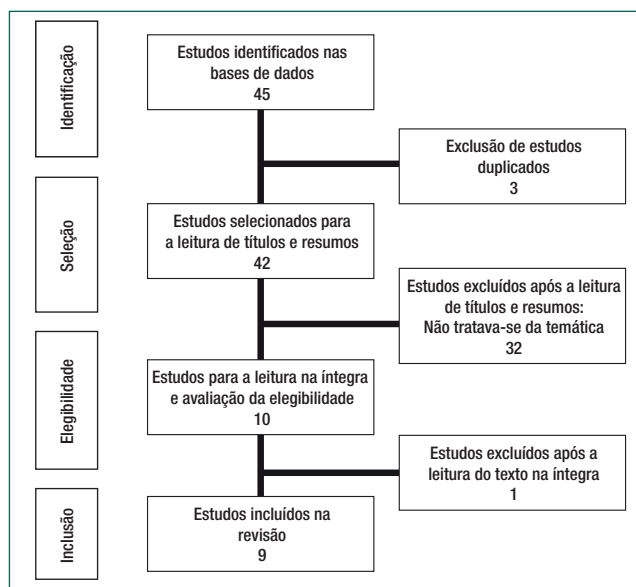 Identificação
Estudos identificados nas
bases de dados
45
Exclusão de estudos
duplicados
3
Seleção
Estudos selecionados para
a leitura de títulos e resumos
42
Estudos excluídos após a leitura
de títulos e resumos:
Não tratava-se da temática
32
Elegibilidade
Estudos para a leitura na íntegra
e avaliação da elegibilidade
10
Estudos excluídos após a
leitura do texto na íntegra
1
Inclusão
Estudos incluídos na
revisão
9